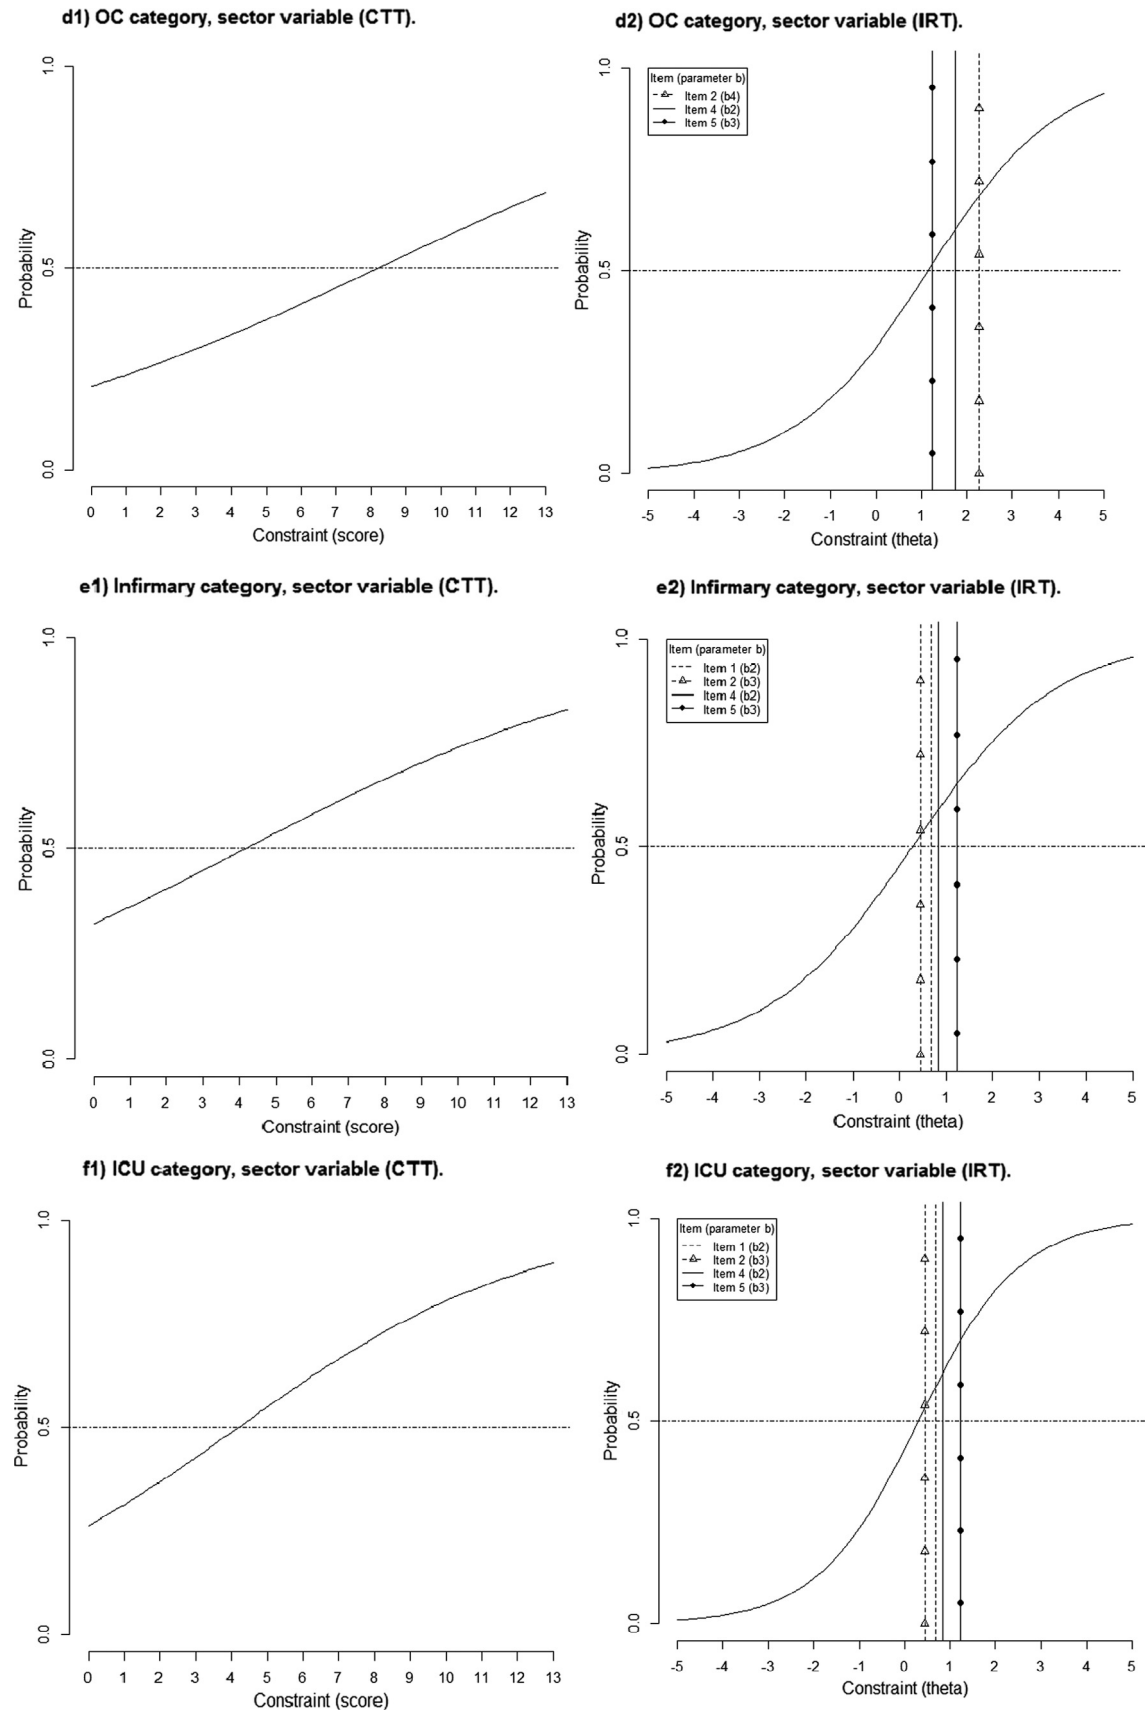 d1) OC category, sector variable (CTT).
1.0
0.5
0.0
Probability
0 1 2 3 4 5 6 7 8 9 10 11 12 13
Constraint (score)
d2) OC category, sector variable (IRT).
Item (parameter b)
Item 2 (b4)
Item 4 (b2)
Item 5 (b3)
1.0
0.5
0.0
Probability
-5 -4 -3 -2 -1 0 1 2 3 4 5
Constraint (theta)
e1) Infirmary category, sector variable (CTT).
1.0
0.5
0.0
Probability
0 1 2 3 4 5 6 7 8 9 10 11 12 13
Constraint (score)
e2) Infirmary category, sector variable (IRT).
Item (parameter b)
Item 1 (b2)
Item 2 (b3)
Item 4 (b2)
Item 5 (b3)
1.0
0.5
0.0
Probability
-5 -4 -3 -2 -1 0 1 2 3 4 5
Constraint (theta)
f1) ICU category, sector variable (CTT).
1.0
0.5
0.0
Probability
0 1 2 3 4 5 6 7 8 9 10 11 12 13
Constraint (score)
f2) ICU category, sector variable (IRT).
Item (parameter b)
Item 1 (b2)
Item 2 (b3)
Item 4 (b2)
Item 5 (b3)
1.0
0.5
0.0
Probability
-5 -4 -3 -2 -1 0 1 2 3 4 5
Constraint (theta)